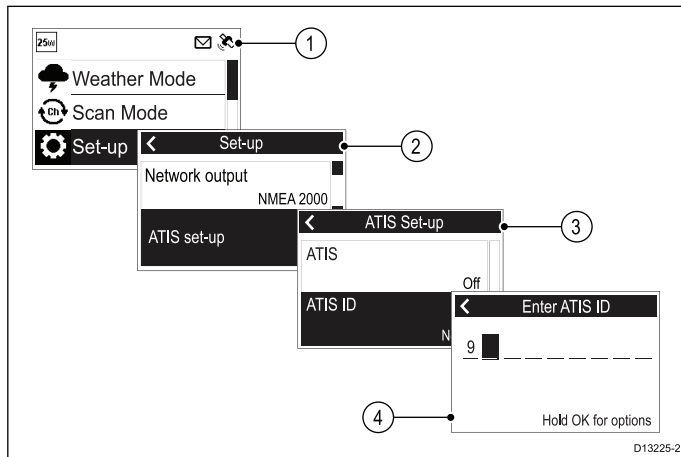 25W
1
Weather Mode
Ch
Scan Mode
Set-up
Set-up
2
Network output
NMEA 2000
ATIS set-up
ATIS Set-up
3
ATIS
Off
ATIS ID
N
Enter ATIS ID
9 _ _ _ _ _ _ _ _
4
Hold OK for options
D13225-2